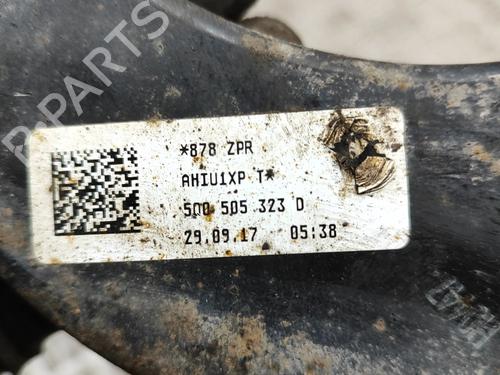 *878 ZPR
AHIU1XP T*
5Q0 505 323 D
29.09.17 05:38
B-PARTS